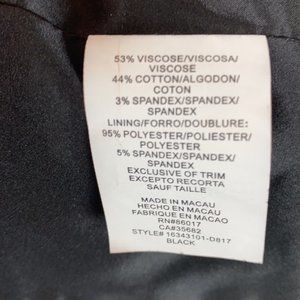 53% VISCOSE/VISCOSA/
VISCOSE
44% COTTON/ALGODON/
COTON
3% SPANDEX/SPANDEX/
SPANDEX
LINING/FORRO/DOUBLURE:
95% POLYESTER/POLIESTER/
POLYESTER
5% SPANDEX/SPANDEX/
SPANDEX
EXCLUSIVE OF TRIM
EXCEPTO RECORTA
SAUF TAILLE
MADE IN MACAU
HECHO EN MACAU
FABRIQUE EN MACAO
RN#86017
CA#35682
STYLE# 16343101-D817
BLACK